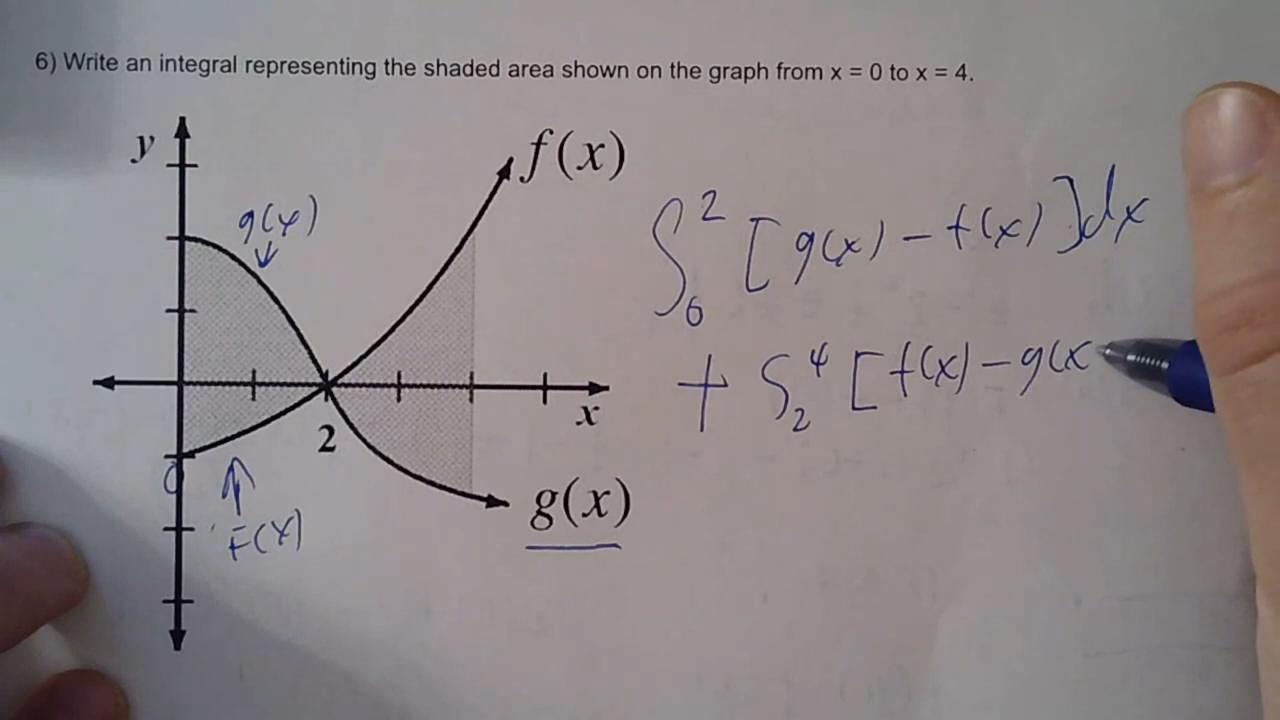 6) Write an integral representing the shaded area shown on the graph from x = 0 to x = 4.
y
f(x)
g(x)
∫₀² [g(x) - f(x)]dx
+ ∫₂⁴ [f(x) - g(x
x
2
0
g(x)
F(x)